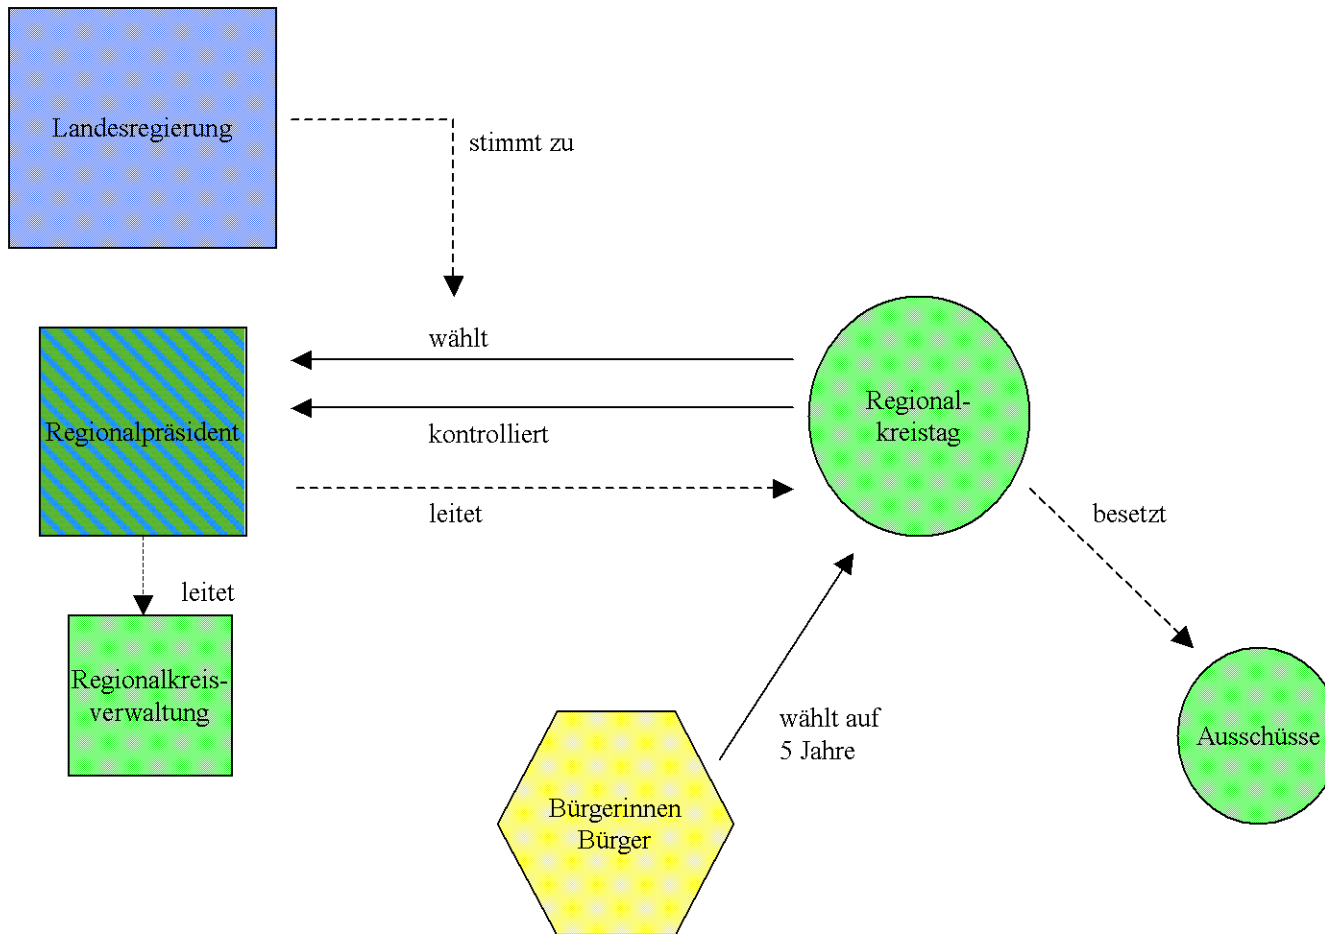 Landesregierung
stimmt zu
wählt
Regionalpräsident
kontrolliert
leitet
Regional-
kreistag
besetzt
leitet
Regionalkreis-
verwaltung
wählt auf
5 Jahre
Bürgerinnen
Bürger
Ausschüsse